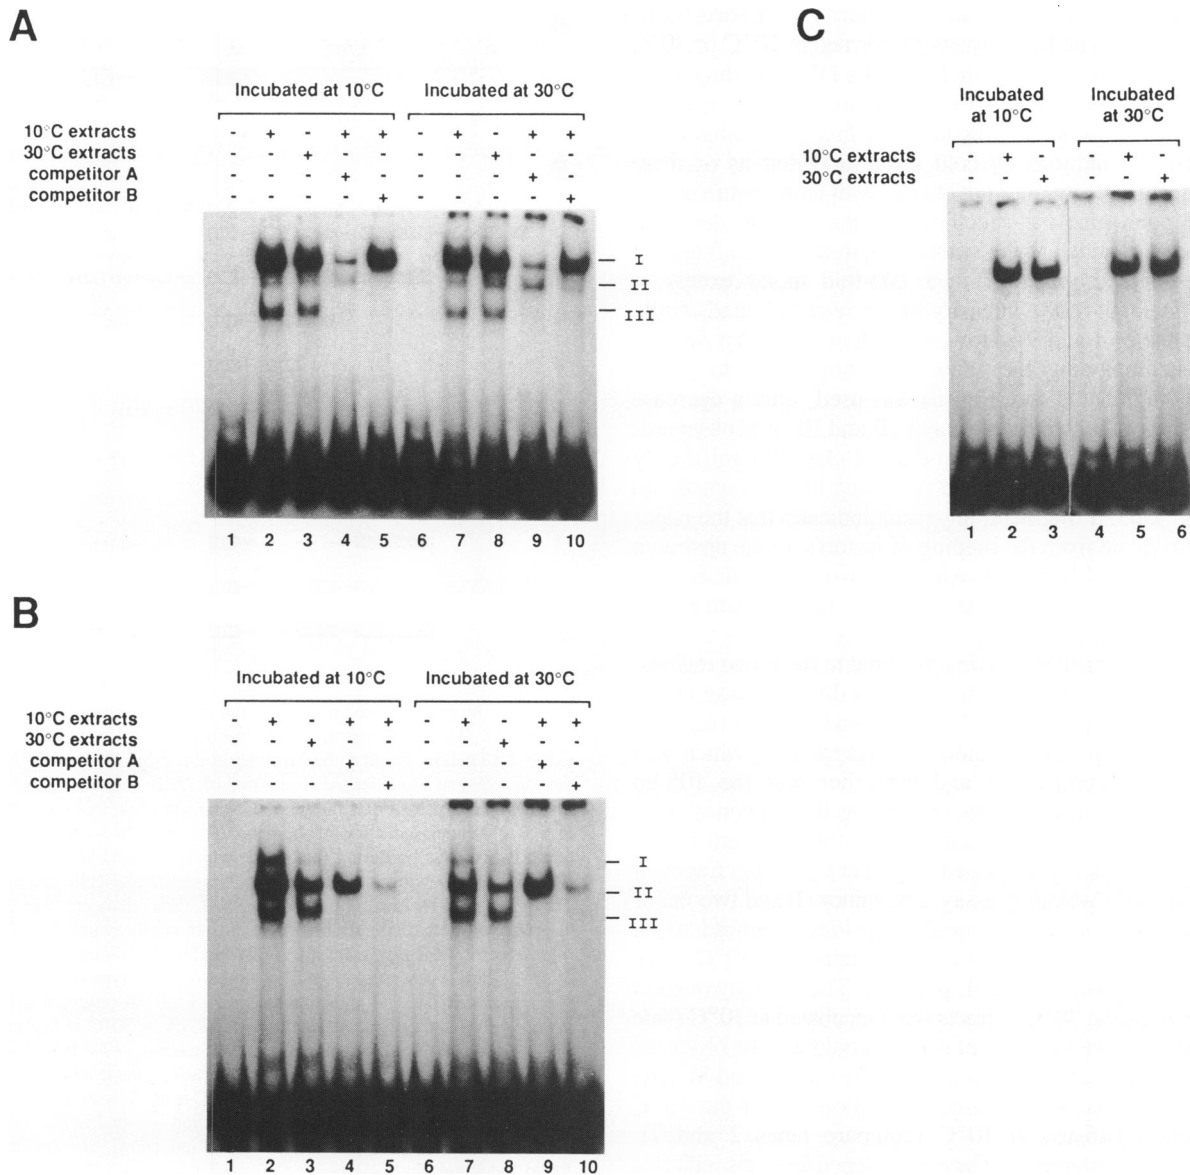 A
Incubated at 10°C Incubated at 30°C
10°C extracts - + - + + - + - + +
30°C extracts - - + - - - - + - -
competitor A - - - + - - - - + -
competitor B - - - - + - - - - +
I
II
III
1 2 3 4 5 6 7 8 9 10
B
Incubated at 10°C Incubated at 30°C
10°C extracts - + - + + - + - + +
30°C extracts - - + - - - - + - -
competitor A - - - + - - - - + -
competitor B - - - - + - - - - +
I
II
III
1 2 3 4 5 6 7 8 9 10
C
Incubated at 10°C Incubated at 30°C
10°C extracts - + - - + -
30°C extracts - - + - - +
1 2 3 4 5 6